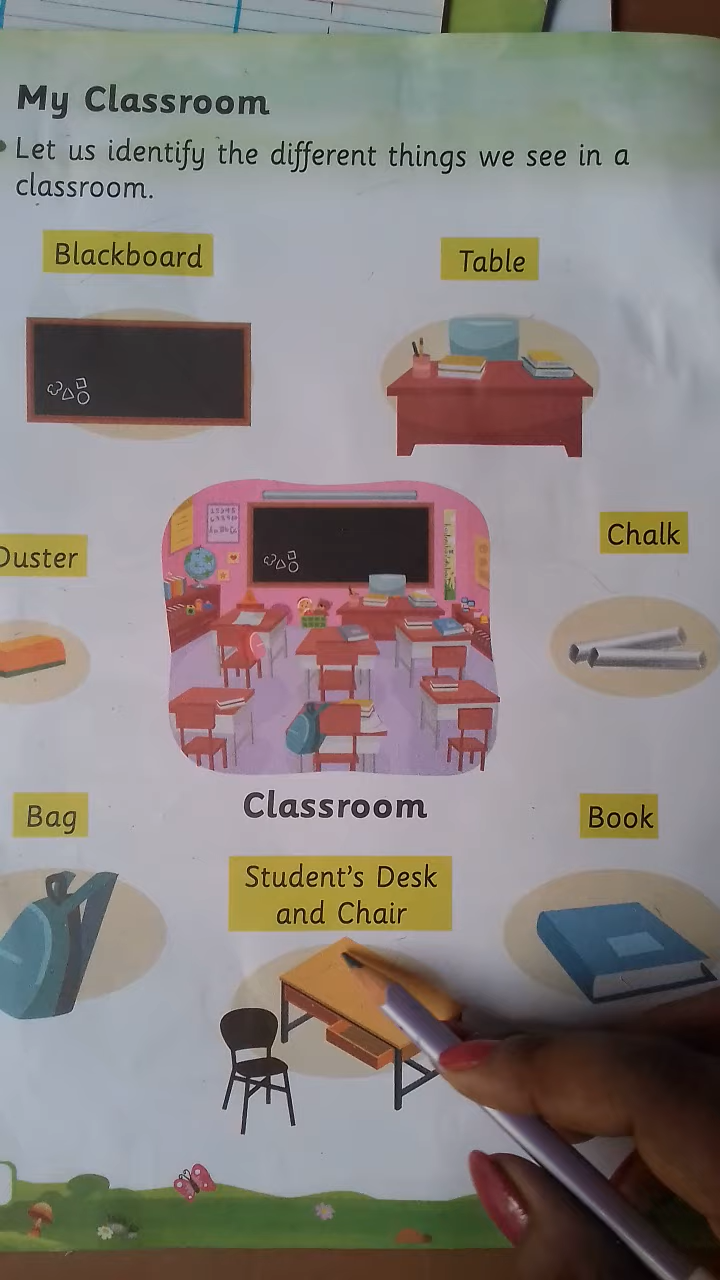 My Classroom
Let us identify the different things we see in a
classroom.
Blackboard
Table
Duster
Chalk
Bag
Classroom
Book
Student's Desk
and Chair